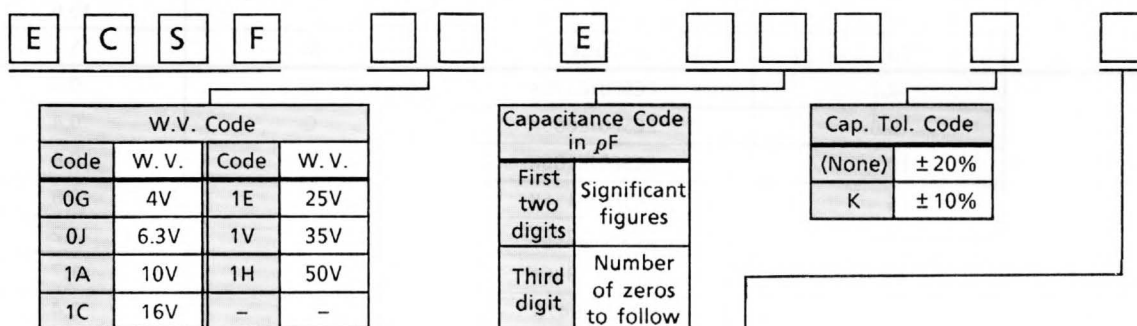 E C S F E
W.V. Code
Code W. V. Code W. V.
0G 4V 1E 25V
0J 6.3V 1V 35V
1A 10V 1H 50V
1C 16V – –
Capacitance Code
in ρF
First
two
digits
Significant
figures
Third
digit
Number
of zeros
to follow
Cap. Tol. Code
(None) ± 20%
K ± 10%